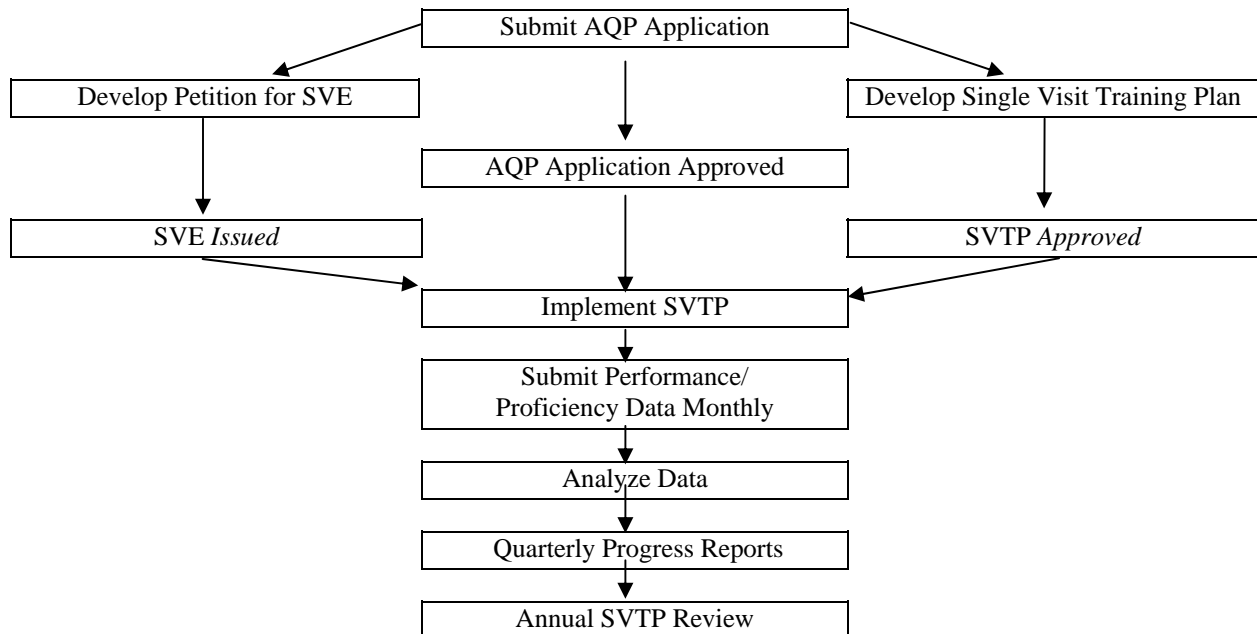 Submit AQP Application
Develop Petition for SVE
Develop Single Visit Training Plan
AQP Application Approved
SVE Issued
SVTP Approved
Implement SVTP
Submit Performance/
Proficiency Data Monthly
Analyze Data
Quarterly Progress Reports
Annual SVTP Review